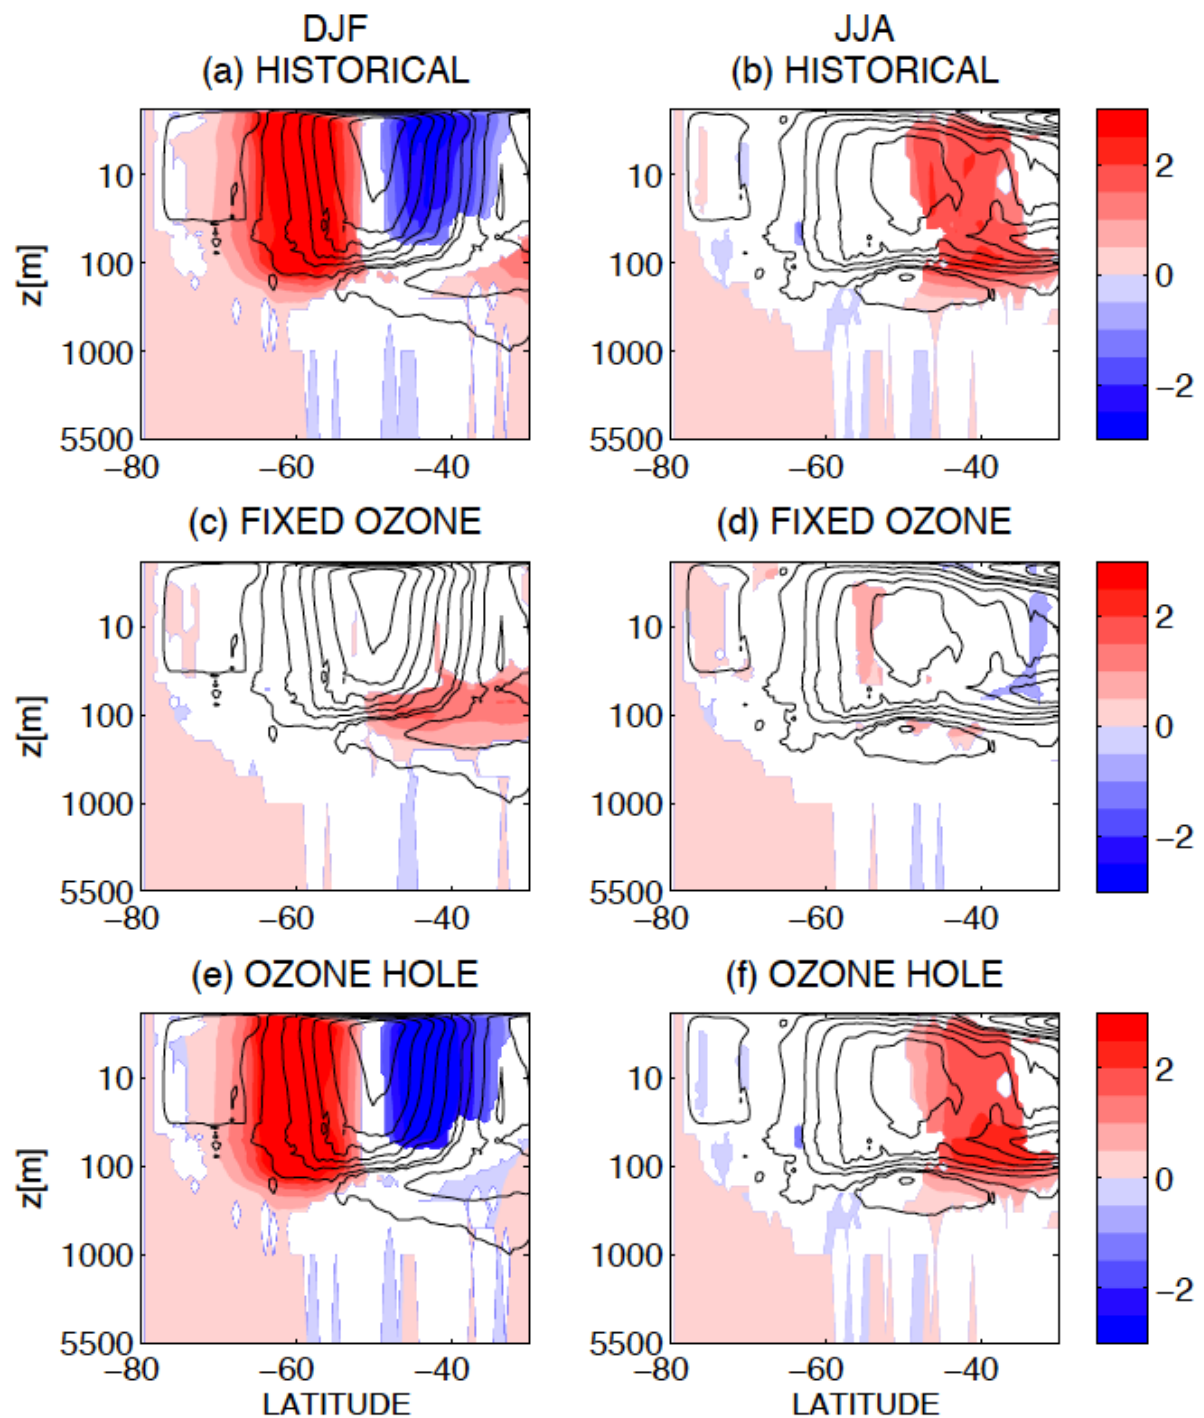 DJF JJA
(a) HISTORICAL (b) HISTORICAL
10 10 2
z[m] 100 100 0
1000 1000 −2
5500 5500
−80 −60 −40 −80 −60 −40
(c) FIXED OZONE (d) FIXED OZONE
10 10 2
z[m] 100 100 0
1000 1000 −2
5500 5500
−80 −60 −40 −80 −60 −40
(e) OZONE HOLE (f) OZONE HOLE
10 10 2
z[m] 100 100 0
1000 1000 −2
5500 5500
−80 −60 −40 −80 −60 −40
LATITUDE LATITUDE